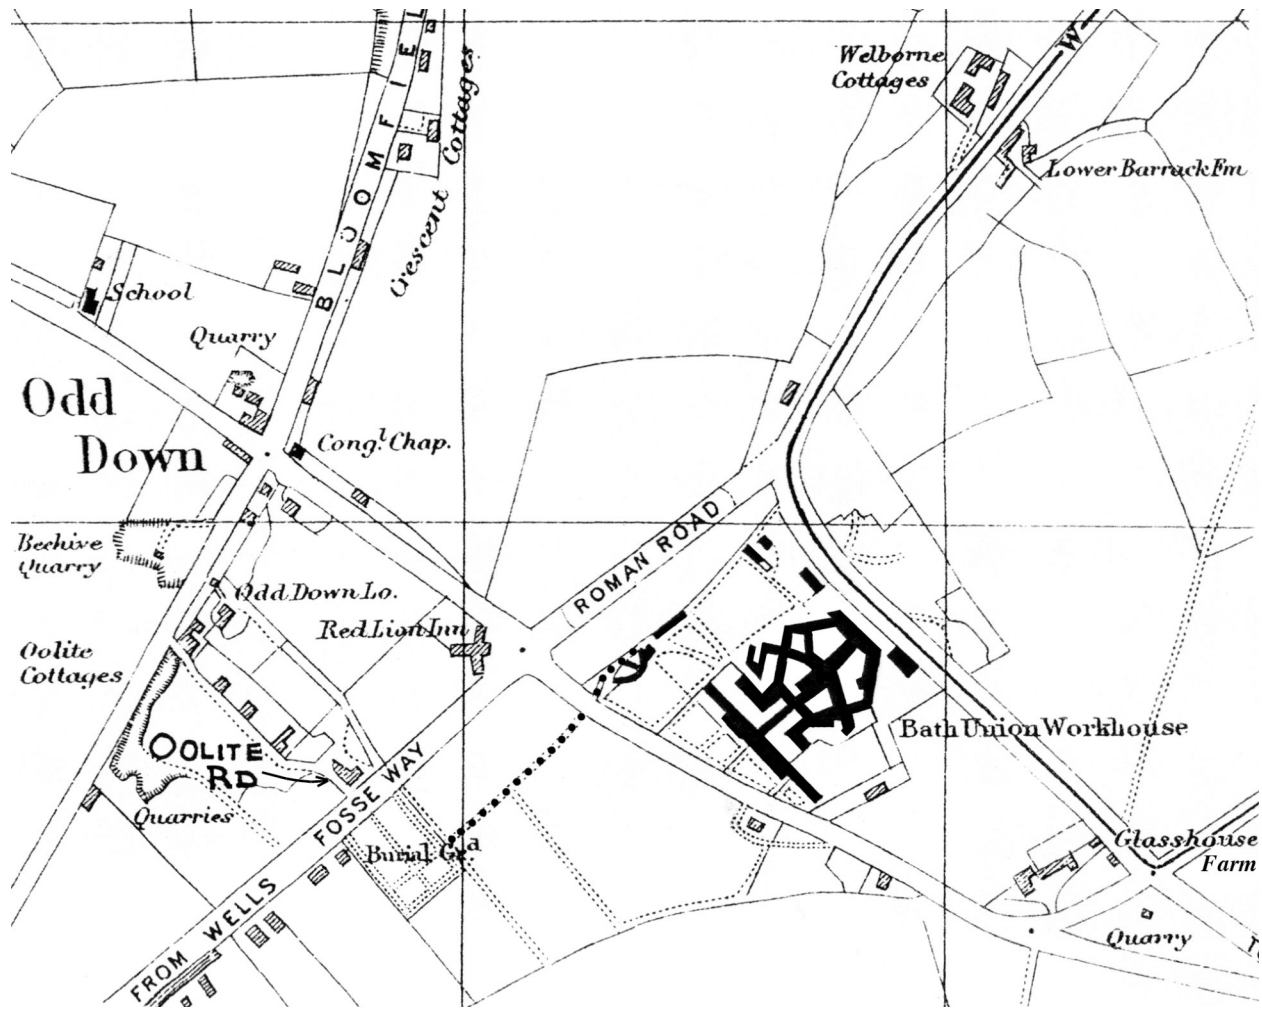 Welborne
Cottages
W
Lower Barrack Fm
BLOOMFIEL
Crescent Cottages
School
Quarry
Odd
Down
Congl. Chap.
ROMAN ROAD
Beehive
Quarry
Odd Down Lo.
Red Lion Inn
Oolite
Cottages
Bath Union Workhouse
OOLITE
RD
Quarries
FROM WELLS
FOSSE WAY
Burial Gd.
Glasshouse
Farm
Quarry